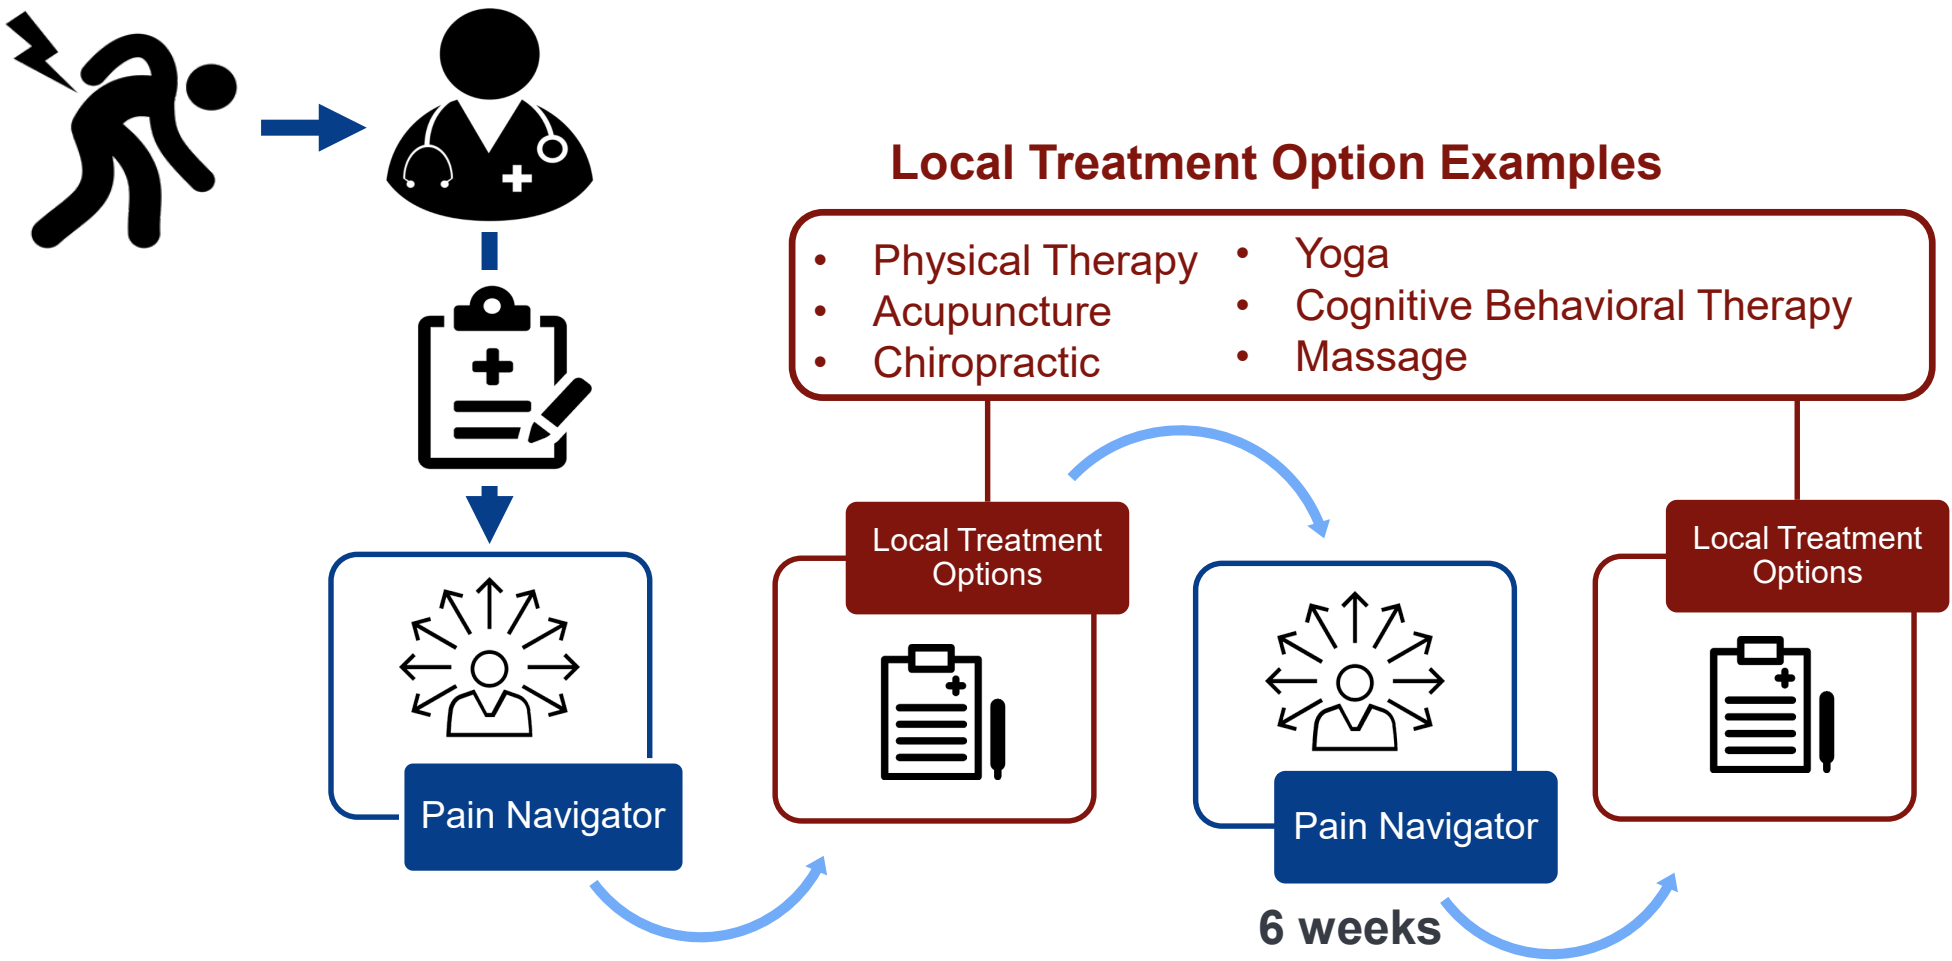 Local Treatment Option Examples
• Physical Therapy
• Acupuncture
• Chiropractic
• Yoga
• Cognitive Behavioral Therapy
• Massage
Pain Navigator
Local Treatment
Options
Pain Navigator
6 weeks
Local Treatment
Options